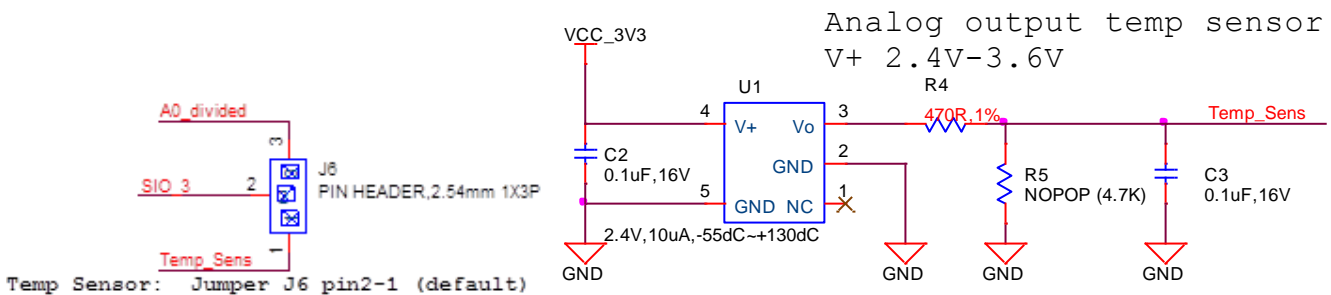 Analog output temp sensor
V+ 2.4V-3.6V
VCC_3V3
U1
R4
470R,1%
Temp_Sens
4
V+
Vo
3
C2
0.1uF,16V
GND
2
R5
NOPOP (4.7K)
C3
0.1uF,16V
5
GND
NC
1
2.4V,10uA,-55dC~+130dC
GND
GND
GND
GND
A0_divided
3
J6
PIN HEADER,2.54mm 1X3P
SIO_3
2
1
Temp_Sens
Temp Sensor: Jumper J6 pin2-1 (default)